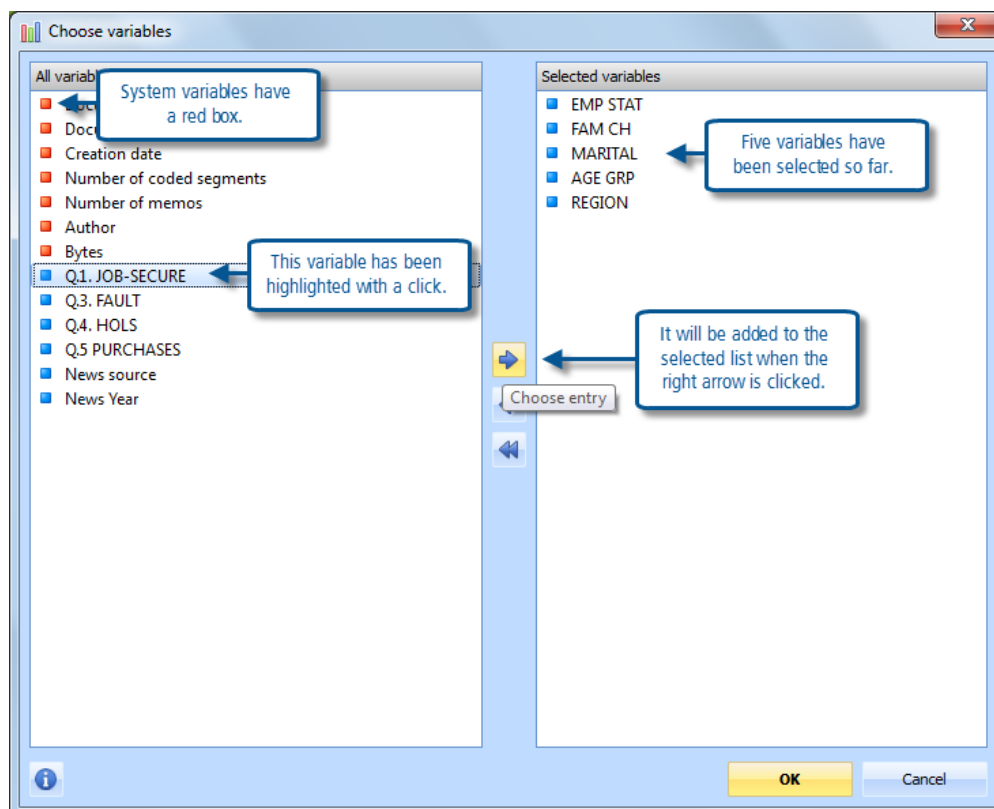 Choose variables
All variab
System variables have
a red box.
Docu
Creation date
Number of coded segments
Number of memos
Author
Bytes
Q.1. JOB-SECURE
Q.3. FAULT
Q.4. HOLS
Q.5 PURCHASES
News source
News Year
This variable has been
highlighted with a click.
Selected variables
EMP STAT
FAM CH
MARITAL
AGE GRP
REGION
Five variables have
been selected so far.
It will be added to the
selected list when the
right arrow is clicked.
Choose entry
OK
Cancel